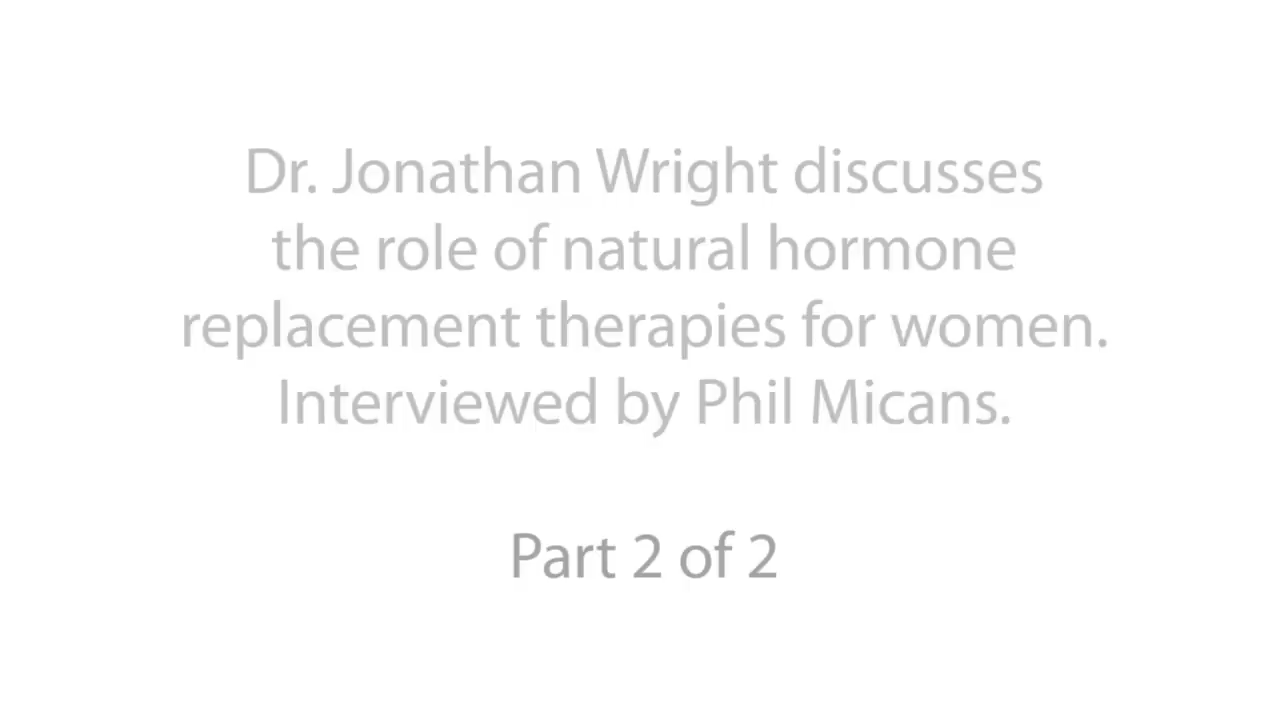 Dr. Jonathan Wright discusses
the role of natural hormone
replacement therapies for women.
Interviewed by Phil Micans.
Part 2 of 2